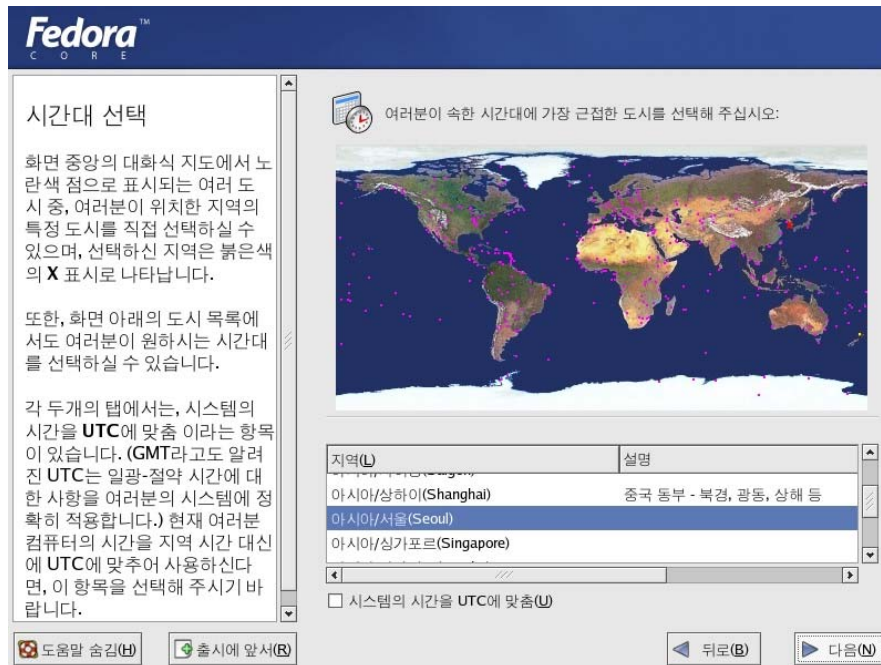 Fedora™
CORE
시간대 선택
화면 중앙의 대화식 지도에서 노
란색 점으로 표시되는 여러 도
시 중, 여러분이 위치한 지역의
특정 도시를 직접 선택하실 수
있으며, 선택하신 지역은 붉은색
의 X 표시로 나타납니다.
또한, 화면 아래의 도시 목록에
서도 여러분이 원하시는 시간대
를 선택하실 수 있습니다.
각 두개의 탭에서는, 시스템의
시간을 UTC에 맞춤 이라는 항목
이 있습니다. (GMT라고도 알려
진 UTC는 일광-절약 시간에 대
한 사항을 여러분의 시스템에 정
확히 적용합니다.) 현재 여러분
컴퓨터의 시간을 지역 시간 대신
에 UTC에 맞추어 사용하신다
면, 이 항목을 선택해 주시기 바
랍니다.
여러분이 속한 시간대에 가장 근접한 도시를 선택해 주십시오:
지역(L) 설명
아시아/상하이(Shanghai) 중국 동부 - 북경, 광동, 상해 등
아시아/서울(Seoul)
아시아/싱가포르(Singapore)
시스템의 시간을 UTC에 맞춤(U)
도움말 숨김(H) 출시에 앞서(R) 뒤로(B) 다음(N)